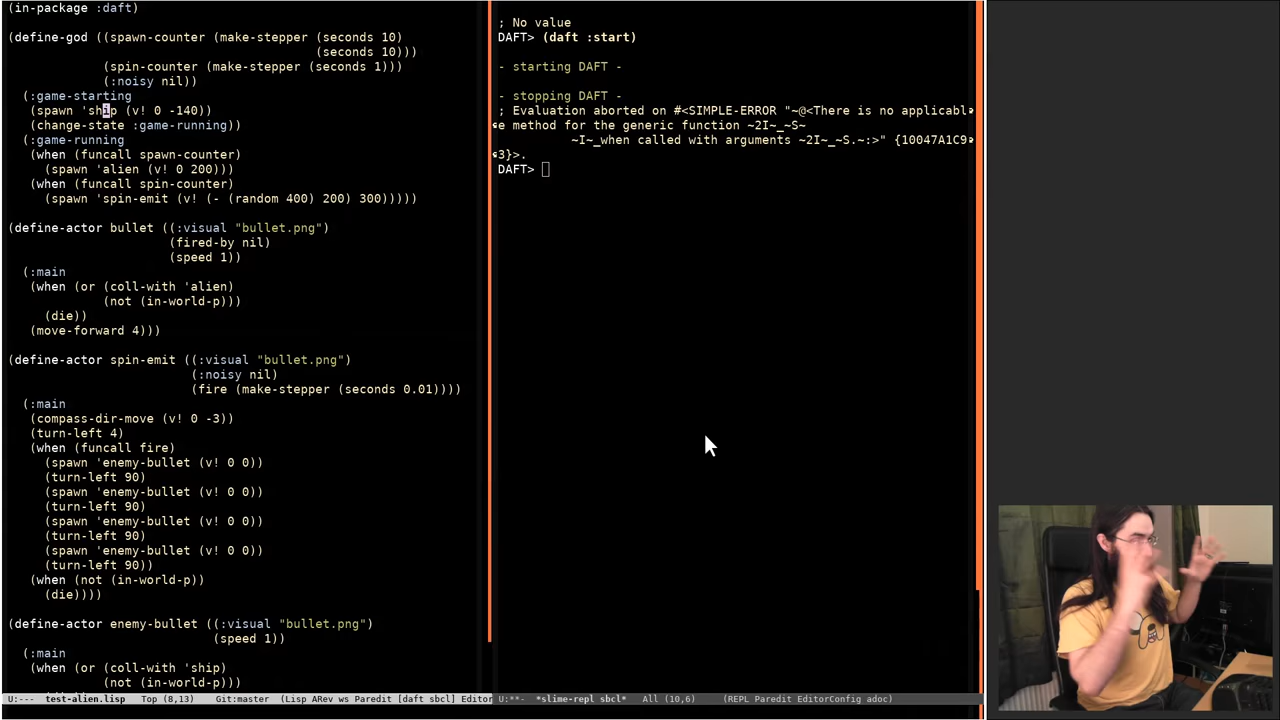 (in-package :daft)
(define-god ((spawn-counter (make-stepper (seconds 10)
(seconds 10)))
(spin-counter (make-stepper (seconds 1)))
(:noisy nil))
(:game-starting
(spawn 'ship (v! 0 -140))
(change-state :game-running))
(:game-running
(when (funcall spawn-counter)
(spawn 'alien (v! 0 200)))
(when (funcall spin-counter)
(spawn 'spin-emit (v! (- (random 400) 200) 300)))))
(define-actor bullet ((:visual "bullet.png")
(fired-by nil)
(speed 1))
(:main
(when (or (coll-with 'alien)
(not (in-world-p)))
(die))
(move-forward 4)))
(define-actor spin-emit ((:visual "bullet.png")
(:noisy nil)
(fire (make-stepper (seconds 0.01))))
(:main
(compass-dir-move (v! 0 -3))
(turn-left 4)
(when (funcall fire)
(spawn 'enemy-bullet (v! 0 0))
(turn-left 90)
(spawn 'enemy-bullet (v! 0 0))
(turn-left 90)
(spawn 'enemy-bullet (v! 0 0))
(turn-left 90)
(spawn 'enemy-bullet (v! 0 0))
(turn-left 90))
(when (not (in-world-p))
(die))))
(define-actor enemy-bullet ((:visual "bullet.png")
(speed 1))
(:main
(when (or (coll-with 'ship)
(not (in-world-p)))
U:--- test-alien.lisp Top (8,13) Git:master (Lisp ARev ws Paredit [daft sbcl] Editor
; No value
DAFT> (daft :start)
- starting DAFT -
- stopping DAFT -
; Evaluation aborted on #<SIMPLE-ERROR "~@<There is no applicabl
e method for the generic function ~2I~_~S~
~I~_when called with arguments ~2I~_~S.~:>" {10047A1C9
3}>.
DAFT>
U:**- *slime-repl sbcl* All (10,6) (REPL Paredit EditorConfig adoc)